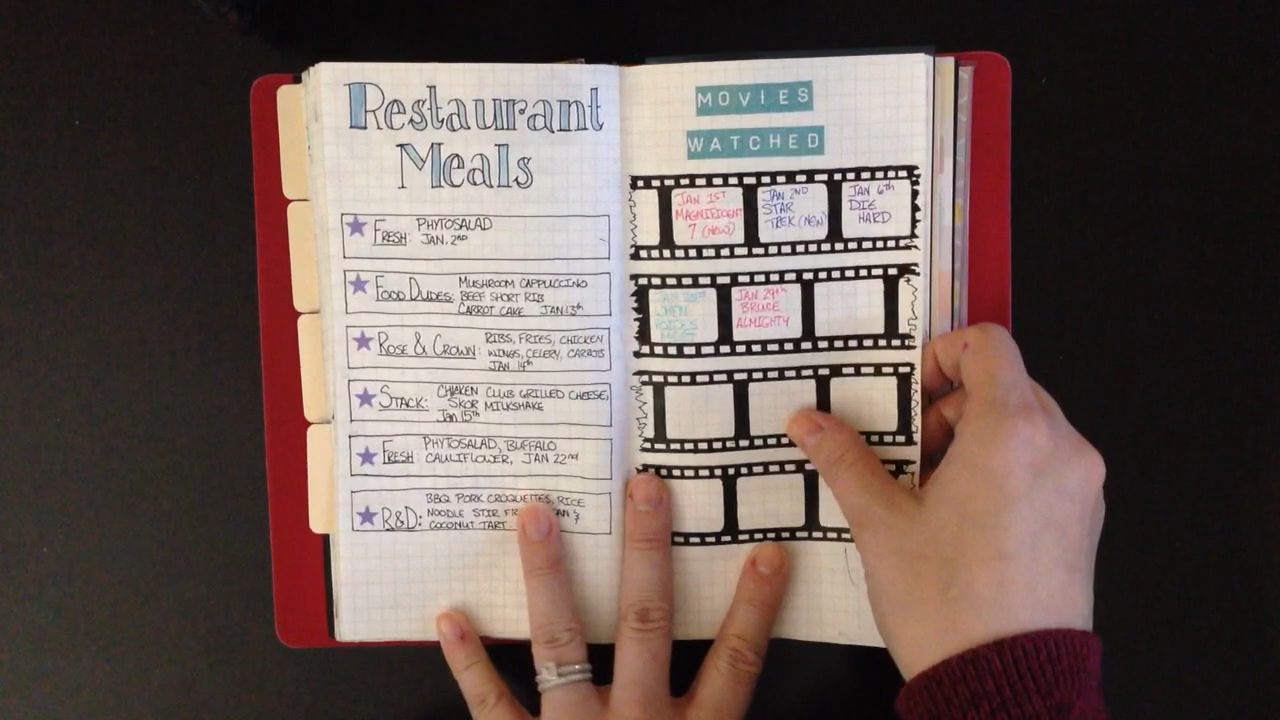 Restaurant
Meals
FRESH: PHYTOSALAD
JAN. 2ND
FOOD DUDES: MUSHROOM CAPPUCCINO
BEEF SHORT RIB
CARROT CAKE JAN 13th
ROSE & CROWN: RIBS, FRIES, CHICKEN
WINGS, CELERY, CARROTS
JAN 14th
STACK: CHICKEN CLUB GRILLED CHEESE,
SKOR MILKSHAKE
Jan 15th
FRESH PHYTOSALAD, BUFFALO
CAULIFLOWER, JAN 22nd
R&D: BBQ PORK CROQUETTES, RICE
NOODLE STIR
COCONUT TART
MOVIES
WATCHED
JAN 1ST
MAGNIFICENT
7 (NEW)
JAN 2ND
STAR
TREK (NEW)
JAN 6th
DIE
HARD
JAN
JAN 29th
BRUCE
ALMIGHTY